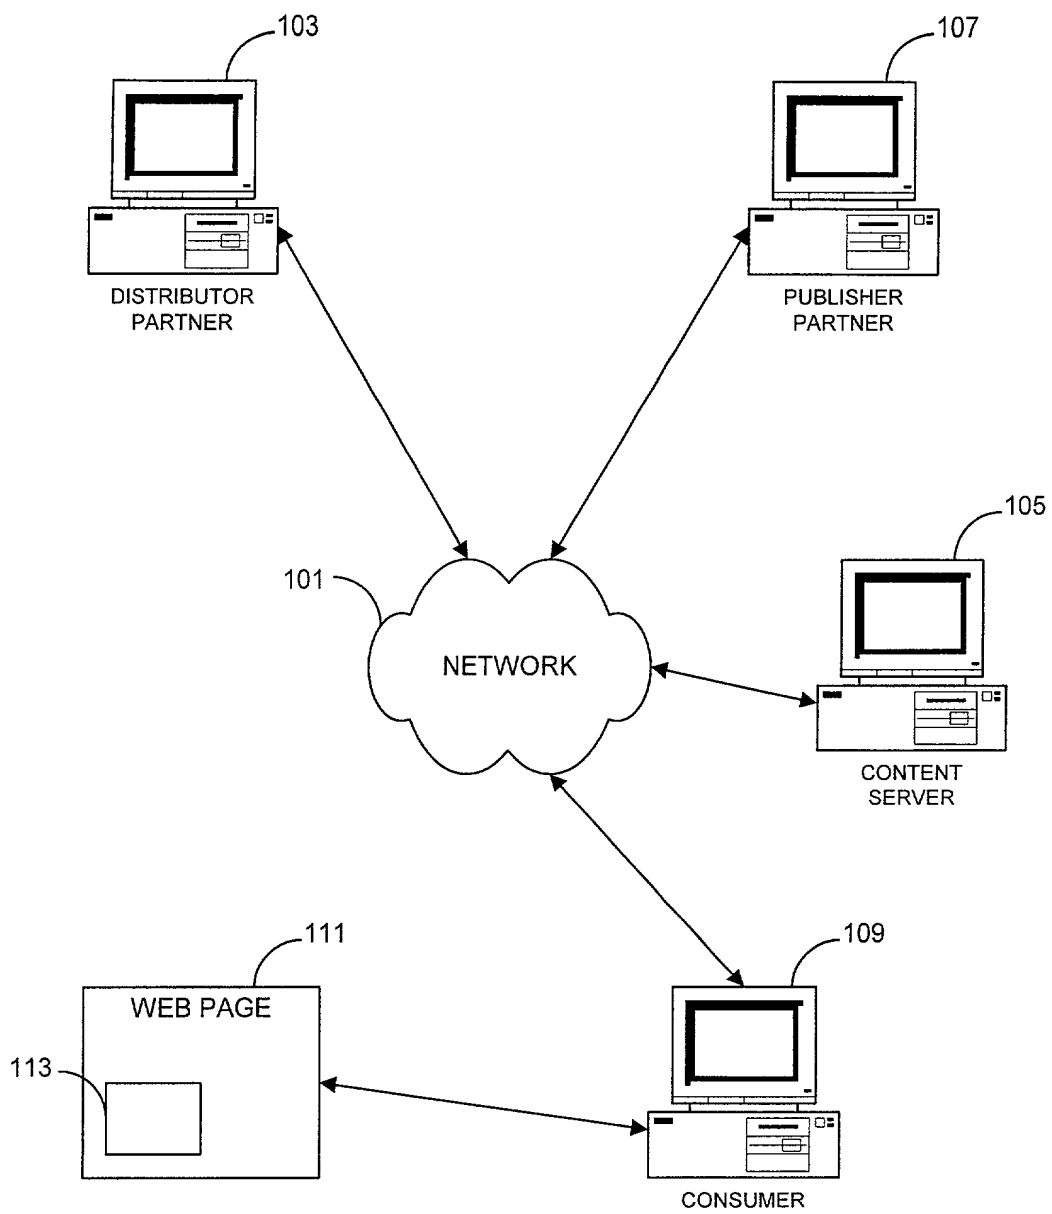 103
107
DISTRIBUTOR
PARTNER
PUBLISHER
PARTNER
105
101
NETWORK
CONTENT
SERVER
111
109
WEB PAGE
113
CONSUMER